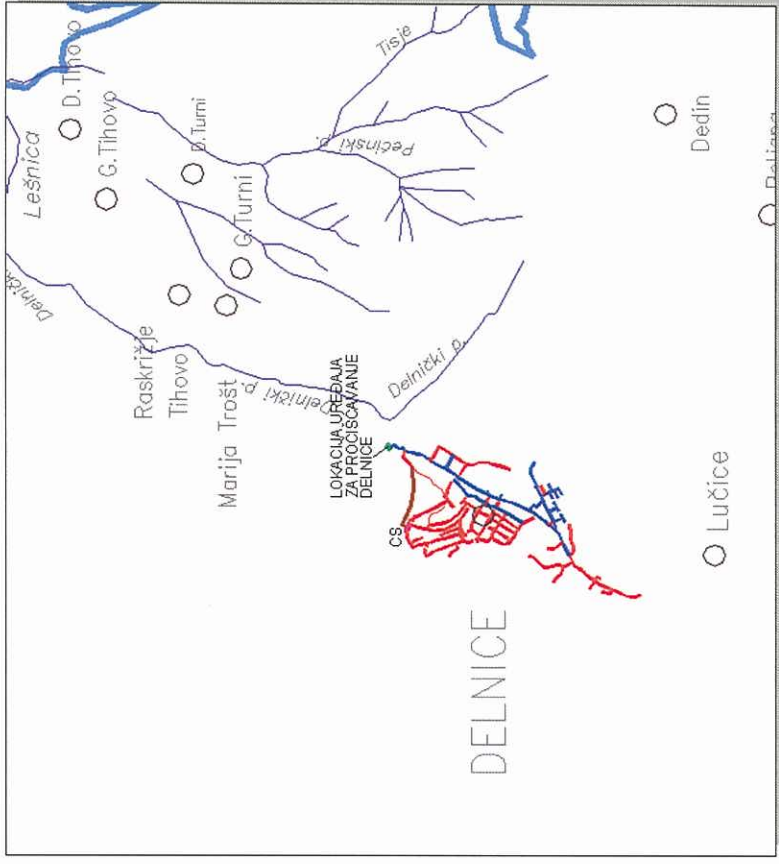 Lešnica
D. Tihovo
G.Tihovo
D.Turni
G.Turni
Tisje
Pečinski p.
Raskrižje
Tihovo
Marija Trošt
Delnički p.
Delnički p.
LOKACIJA UREĐAJA
ZA PROČIŠĆAVANJE
DELNICE
CS
DELNICE
Lučice
Dedin